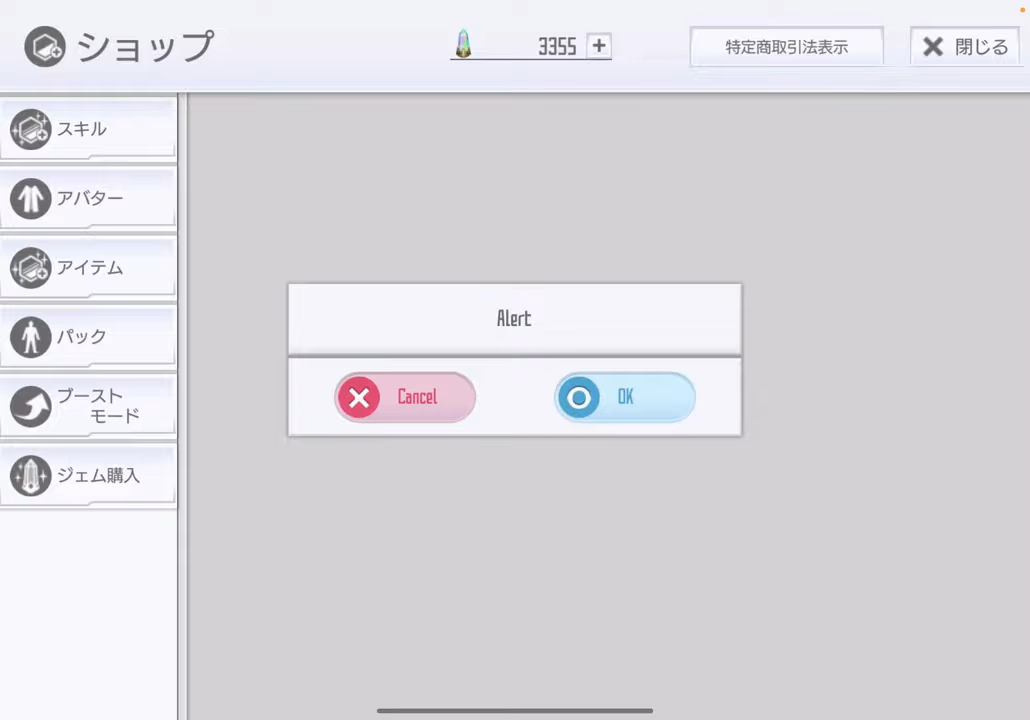 ショップ
3355
特定商取引法表示
閉じる
スキル
アバター
アイテム
パック
ブースト
モード
ジェム購入
Alert
Cancel
OK